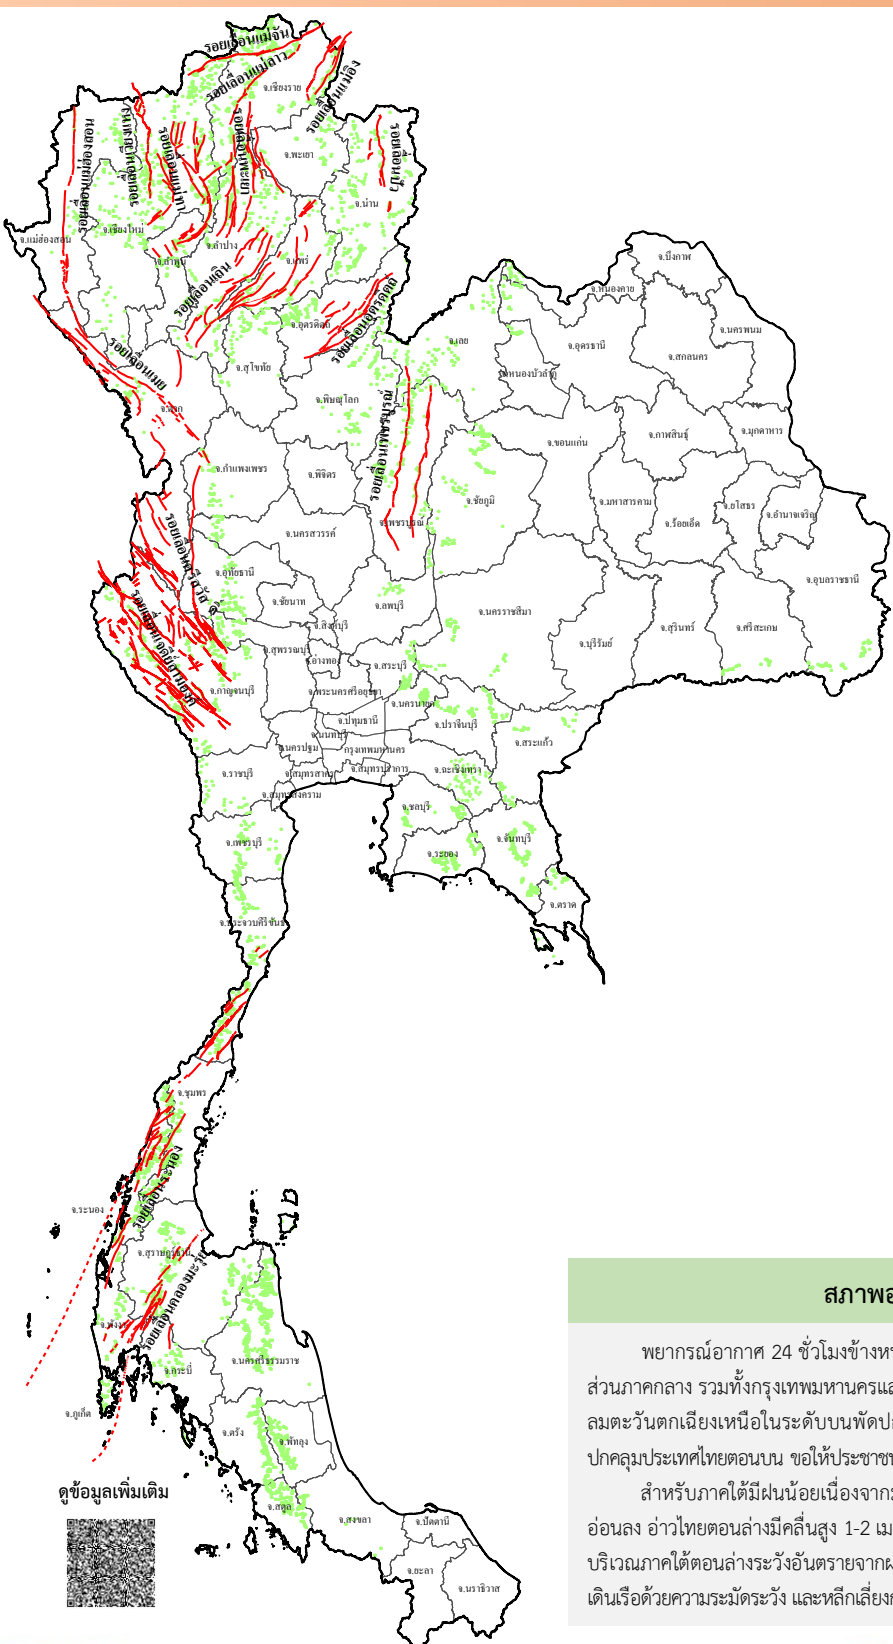 รอยเลื่อนแม่จัน
รอยเลื่อนแม่ลาว
จ.เชียงราย
รอยเลื่อนแม่อิง
รอยเลื่อนแม่ฮ่องสอน
รอยเลื่อนเวียงแหง
รอยเลื่อนแม่ทา
รอยเลื่อนพะเยา
จ.พะเยา
รอยเลื่อนปัว
จ.น่าน
จ.แม่ฮ่องสอน
จ.เชียงใหม่
จ.ลำพูน
จ.ลำปาง
จ.แพร่
รอยเลื่อนเถิน
จ.อุตรดิตถ์
รอยเลื่อนอุตรดิตถ์
จ.บึงกาฬ
จ.หนองคาย
จ.นครพนม
จ.เลย
จ.อุดรธานี
จ.สกลนคร
รอยเลื่อนเมย
จ.สุโขทัย
จ.หนองบัวลำภู
จ.ตาก
จ.พิษณุโลก
รอยเลื่อนเพชรบูรณ์
จ.ขอนแก่น
จ.กาฬสินธุ์
จ.มุกดาหาร
จ.กำแพงเพชร
จ.พิจิตร
จ.ชัยภูมิ
จ.มหาสารคาม
จ.ยโสธร
จ.อำนาจเจริญ
จ.เพชรบูรณ์
จ.ร้อยเอ็ด
รอยเลื่อนศรีสวัสดิ์
จ.นครสวรรค์
จ.อุทัยธานี
จ.อุบลราชธานี
จ.ชัยนาท
จ.ลพบุรี
จ.นครราชสีมา
จ.สิงห์บุรี
จ.บุรีรัมย์
จ.สุรินทร์
จ.ศรีสะเกษ
รอยเลื่อนเจดีย์สามองค์
จ.สุพรรณบุรี
จ.อ่างทอง
จ.สระบุรี
จ.กาญจนบุรี
จ.พระนครศรีอยุธยา
จ.นครนายก
จ.ปทุมธานี
จ.ปราจีนบุรี
จ.นนทบุรี
จ.สระแก้ว
จ.นครปฐม
กรุงเทพมหานคร
จ.ราชบุรี
จ.สมุทรสาคร
จ.สมุทรปราการ
จ.ฉะเชิงเทรา
จ.สมุทรสงคราม
จ.ชลบุรี
จ.เพชรบุรี
จ.ระยอง
จ.จันทบุรี
จ.ตราด
จ.ประจวบคีรีขันธ์
จ.ชุมพร
รอยเลื่อนระนอง
จ.ระนอง
จ.สุราษฎร์ธานี
รอยเลื่อนคลองมะรุ่ย
จ.พังงา
จ.กระบี่
จ.นครศรีธรรมราช
จ.ภูเก็ต
จ.ตรัง
จ.พัทลุง
จ.สตูล
จ.สงขลา
จ.ปัตตานี
จ.ยะลา
จ.นราธิวาส
ดูข้อมูลเพิ่มเติม
สภาพอ
พยากรณ์อากาศ 24 ชั่วโมงข้างห
ส่วนภาคกลาง รวมทั้งกรุงเทพมหานครแล
ลมตะวันตกเฉียงเหนือในระดับบนพัดป
ปกคลุมประเทศไทยตอนบน ขอให้ประชาช
สำหรับภาคใต้มีฝนน้อยเนื่องจาก
อ่อนลง อ่าวไทยตอนล่างมีคลื่นสูง 1-2 เม
บริเวณภาคใต้ตอนล่างระวังอันตรายจาก
เดินเรือด้วยความระมัดระวัง และหลีกเลี่ยง